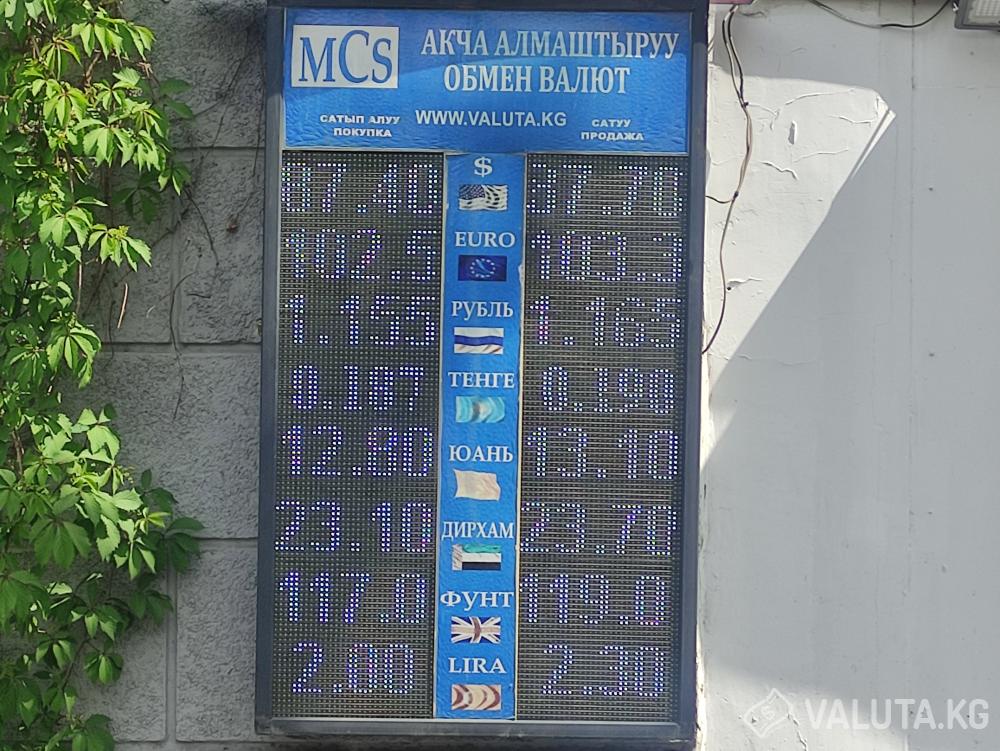 MCS
АКЧА АЛМАШТЫРУУ
ОБМЕН ВАЛЮТ
САТЫП АЛУУ
ПОКУПКА
WWW.VALUTA.KG
САТУУ
ПРОДАЖА
87.40 $ 87.70
102.5 EURO 103.3
1.155 РУБЛЬ 1.165
0.187 ТЕНГЕ 0.190
12.60 ЮАНЬ 13.10
23.10 ДИРХАМ 23.70
117.0 ФУНТ 119.0
2.00 LIRA 2.30
VALUTA.KG